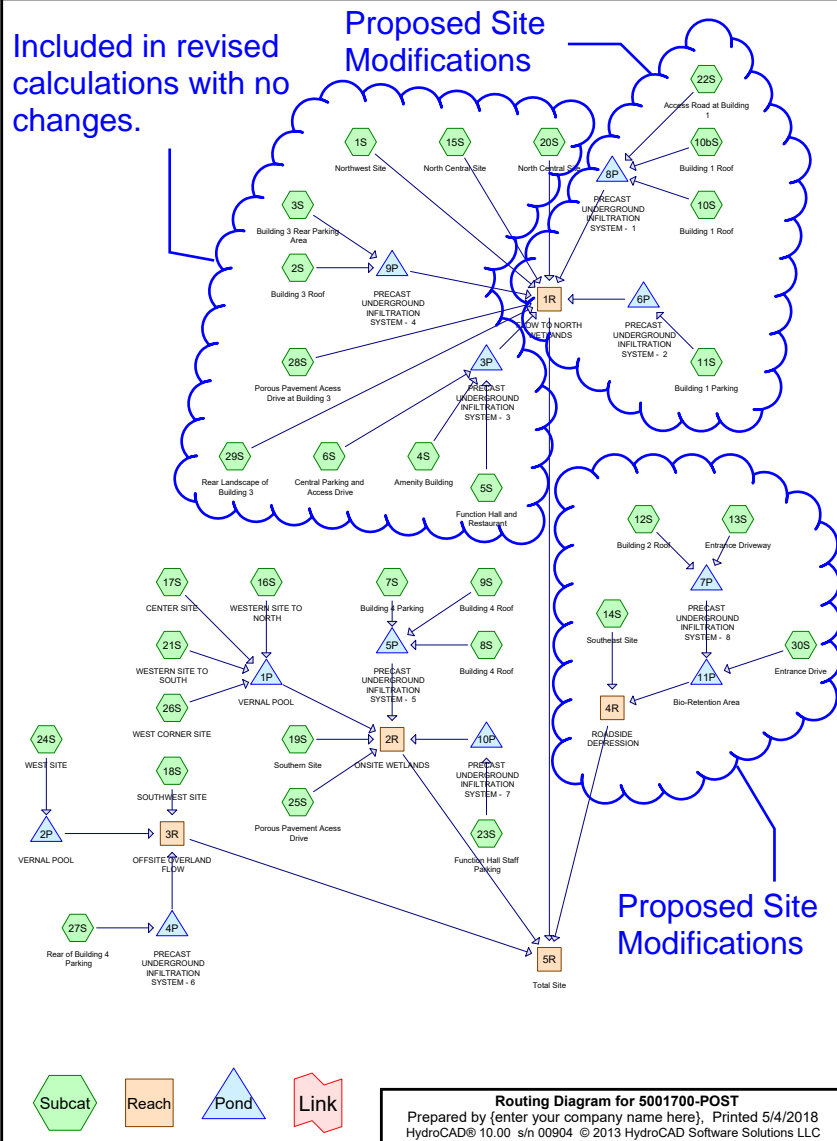 Included in revised
calculations with no
changes.
Proposed Site
Modifications
22S
Access Road at Building
1
1S
Northwest Site
15S
North Central Site
20S
North Central Site
10bS
Building 1 Roof
8P
PRECAST
UNDERGROUND
INFILTRATION
SYSTEM - 1
10S
Building 1 Roof
3S
Building 3 Rear Parking
Area
2S
Building 3 Roof
9P
PRECAST
UNDERGROUND
INFILTRATION
SYSTEM - 4
1R
FLOW TO NORTH
WETLANDS
6P
PRECAST
UNDERGROUND
INFILTRATION
SYSTEM - 2
11S
Building 1 Parking
28S
Porous Pavement Acess
Drive at Building 3
3P
PRECAST
UNDERGROUND
INFILTRATION
SYSTEM - 3
29S
Rear Landscape of
Building 3
6S
Central Parking and
Access Drive
4S
Amenity Building
5S
Function Hall and
Restaurant
12S
Building 2 Roof
13S
Entrance Driveway
7P
PRECAST
UNDERGROUND
INFILTRATION
SYSTEM - 8
14S
Southeast Site
30S
Entrance Drive
11P
Bio-Retention Area
4R
ROADSIDE
DEPRESSION
17S
CENTER SITE
16S
WESTERN SITE TO
NORTH
7S
Building 4 Parking
9S
Building 4 Roof
21S
WESTERN SITE TO
SOUTH
1P
VERNAL POOL
5P
PRECAST
UNDERGROUND
INFILTRATION
SYSTEM - 5
8S
Building 4 Roof
26S
WEST CORNER SITE
24S
WEST SITE
19S
Southern Site
2R
ONSITE WETLANDS
10P
PRECAST
UNDERGROUND
INFILTRATION
SYSTEM - 7
18S
SOUTHWEST SITE
25S
Porous Pavement Acess
Drive
2P
VERNAL POOL
3R
OFFSITE OVERLAND
FLOW
23S
Function Hall Staff
Parking
27S
Rear of Building 4
Parking
4P
PRECAST
UNDERGROUND
INFILTRATION
SYSTEM - 6
5R
Total Site
Proposed Site
Modifications
Subcat
Reach
Pond
Link
Routing Diagram for 5001700-POST
Prepared by {enter your company name here}, Printed 5/4/2018
HydroCAD® 10.00 s/n 00904 © 2013 HydroCAD Software Solutions LLC